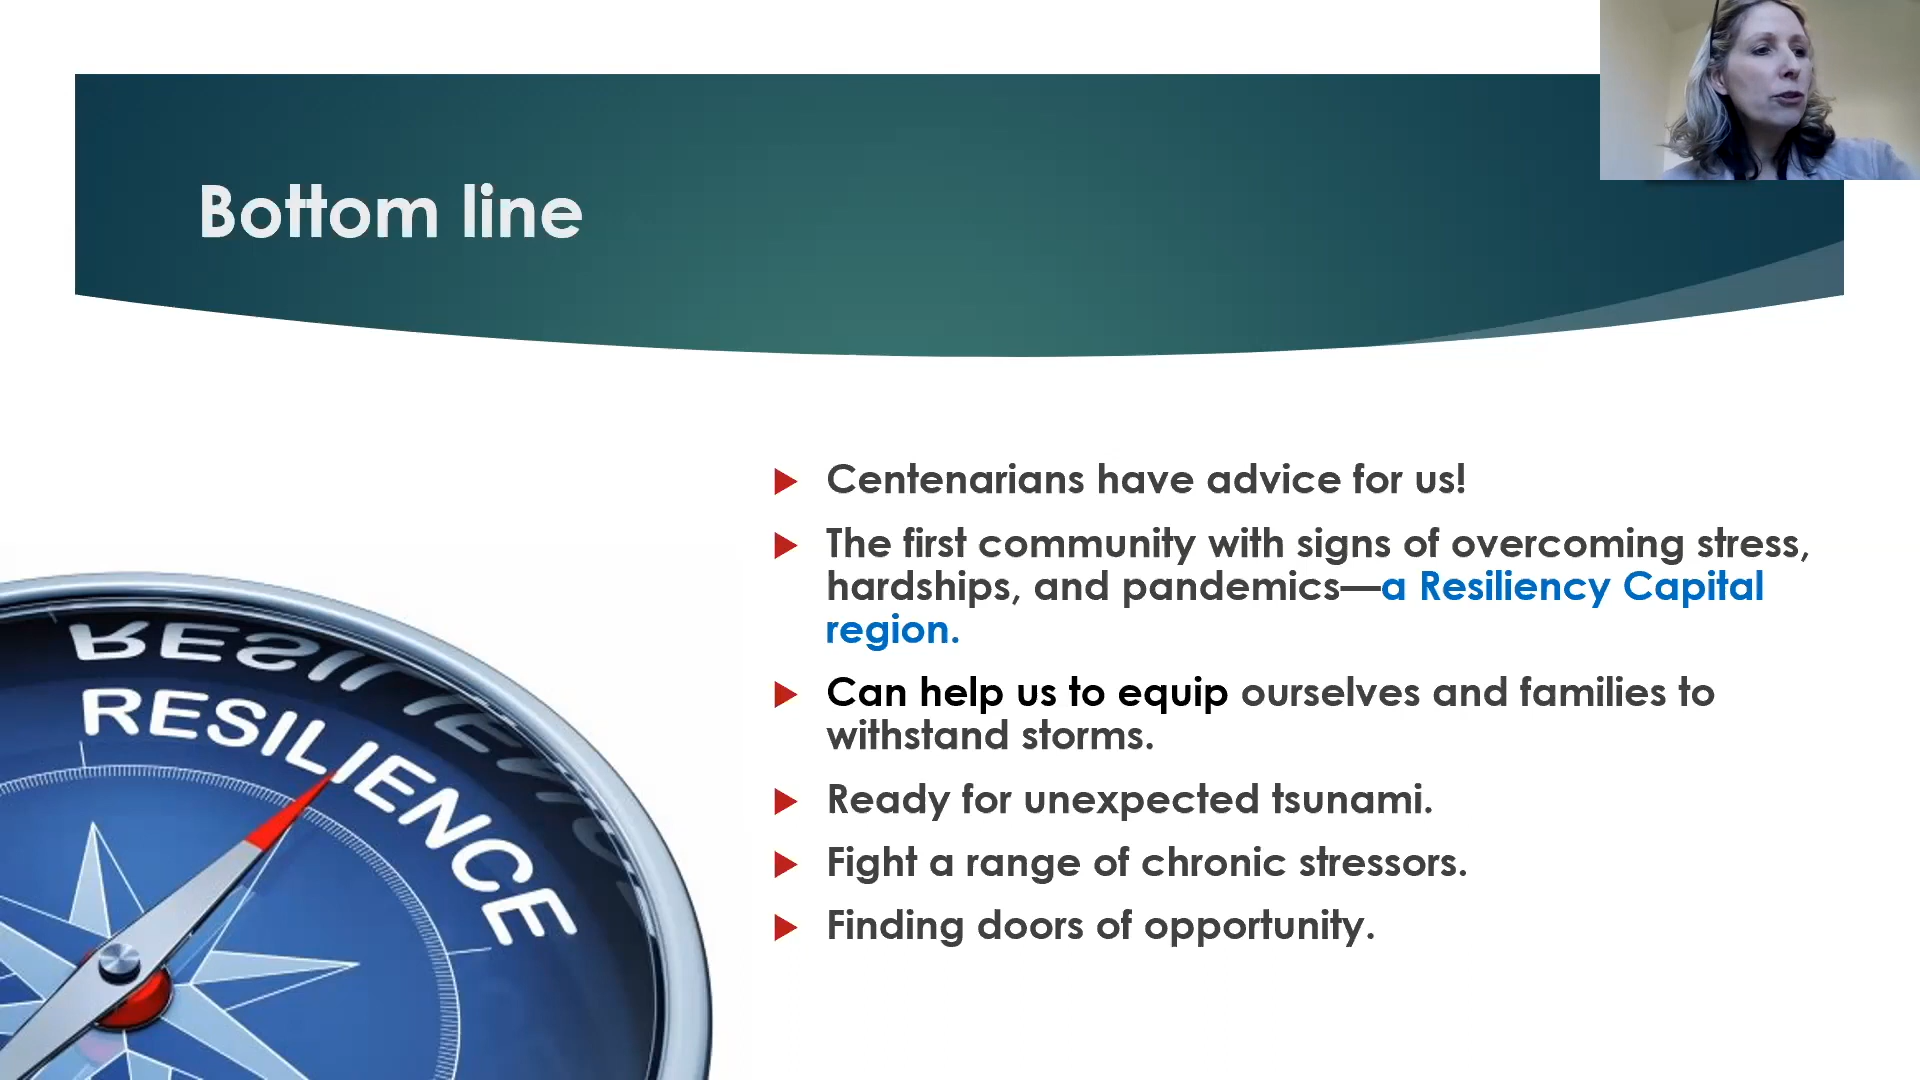 Bottom line
Centenarians have advice for us!
The first community with signs of overcoming stress,
hardships, and pandemics—a Resiliency Capital
region.
Can help us to equip ourselves and families to
withstand storms.
Ready for unexpected tsunami.
Fight a range of chronic stressors.
Finding doors of opportunity.
RESILIENCE